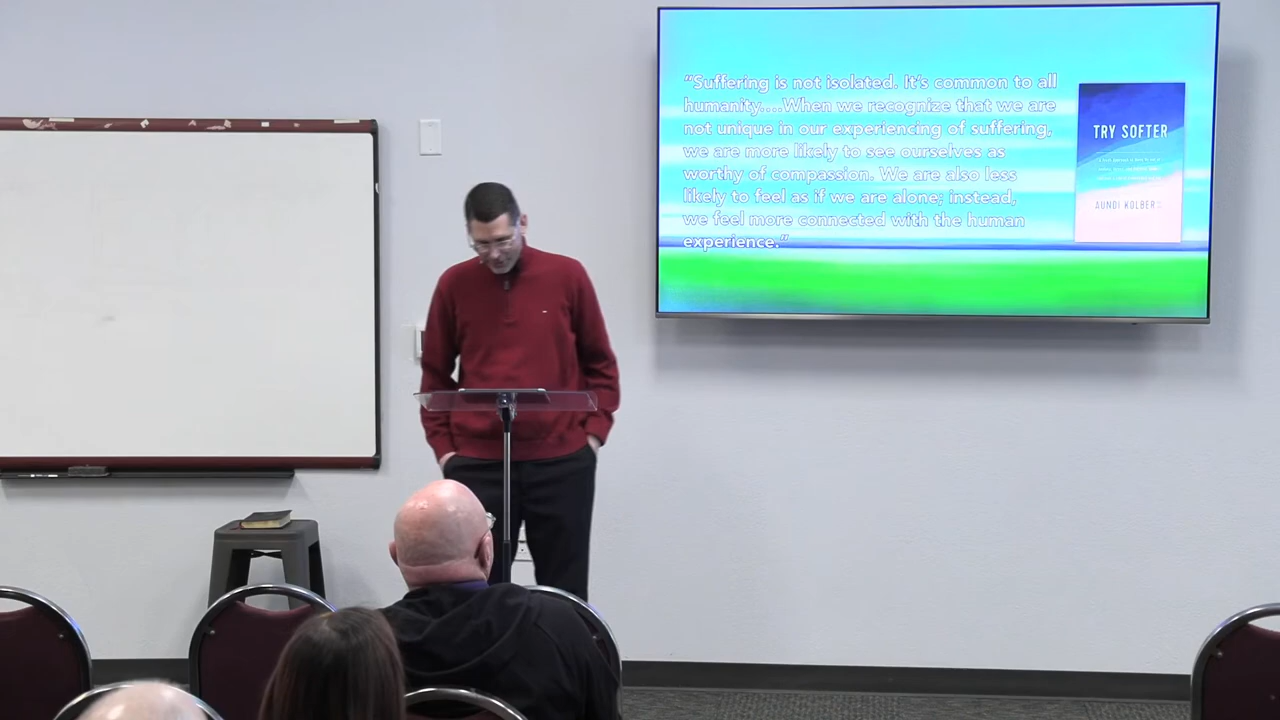 “Suffering is not isolated. It’s common to all
humanity....When we recognize that we are
not unique in our experiencing of suffering,
we are more likely to see ourselves as
worthy of compassion. We are also less
likely to feel as if we are alone; instead,
we feel more connected with the human
experience.”
TRY SOFTER
AUNDI KOLBER